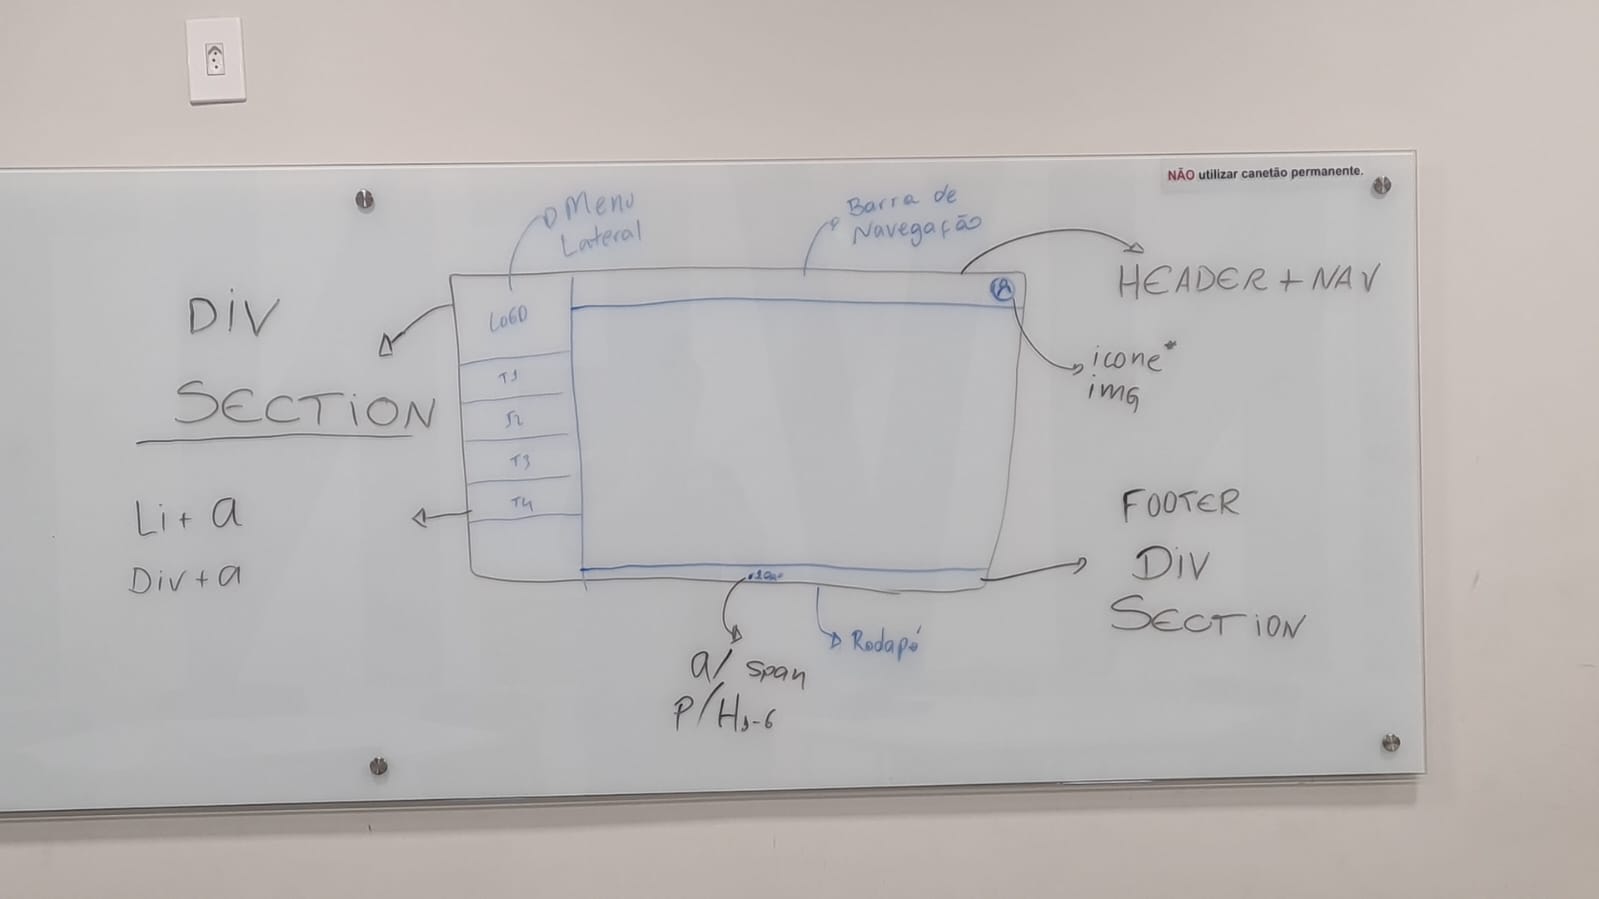 NÃO utilizar canetão permanente.
Menu
Lateral
Barra de
Navegação
HEADER + NAV
DiV
SECTiON
LOGO
T1
T2
T3
T4
icone*
img
Li + a
Div + a
FOOTER
DiV
SECTiON
Rodapé
a/ span
P/H1-6